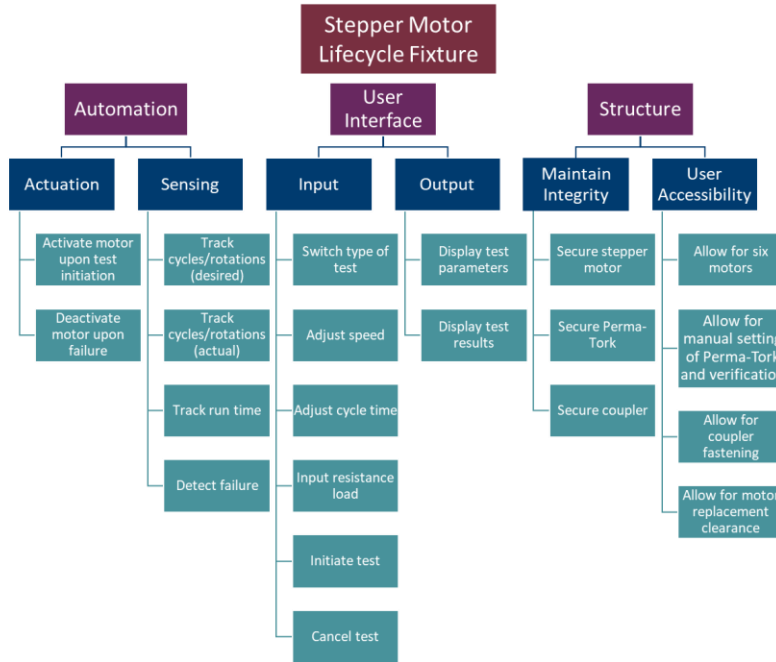 Stepper Motor
Lifecycle Fixture
Automation
User
Interface
Structure
Actuation
Sensing
Input
Output
Maintain
Integrity
User
Accessibility
Activate motor
upon test
initiation
Deactivate
motor upon
failure
Track
cycles/rotations
(desired)
Track
cycles/rotations
(actual)
Track run time
Detect failure
Switch type of
test
Adjust speed
Adjust cycle time
Input resistance
load
Initiate test
Cancel test
Display test
parameters
Display test
results
Secure stepper
motor
Secure Perma-
Tork
Secure coupler
Allow for six
motors
Allow for
manual setting
of Perma-Tork
and verification
Allow for
coupler
fastening
Allow for motor
replacement
clearance